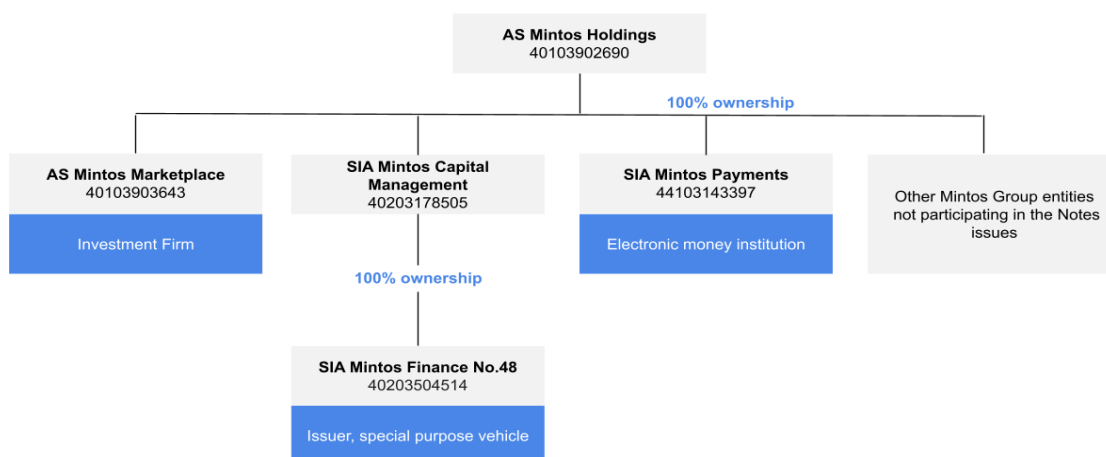 AS Mintos Holdings
40103902690
100% ownership
AS Mintos Marketplace
40103903643
Investment Firm
SIA Mintos Capital
Management
40203178505
SIA Mintos Payments
44103143397
Electronic money institution
Other Mintos Group entities
not participating in the Notes
issues
100% ownership
SIA Mintos Finance No.48
40203504514
Issuer, special purpose vehicle